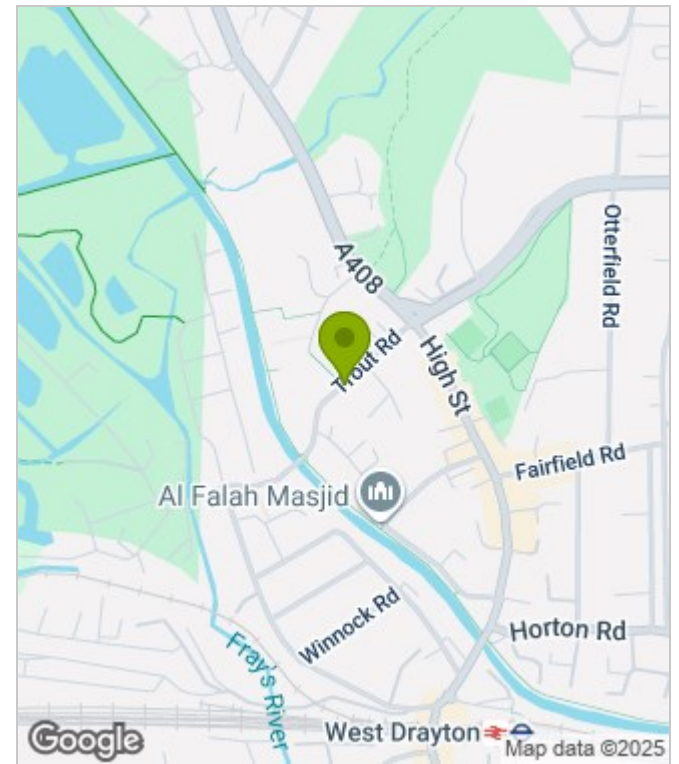 Otterfield Rd
A408
Trout Rd
High St
Fairfield Rd
Al Falah Masjid
Winnock Rd
Horton Rd
Fray's River
West Drayton
Google
Map data ©2025